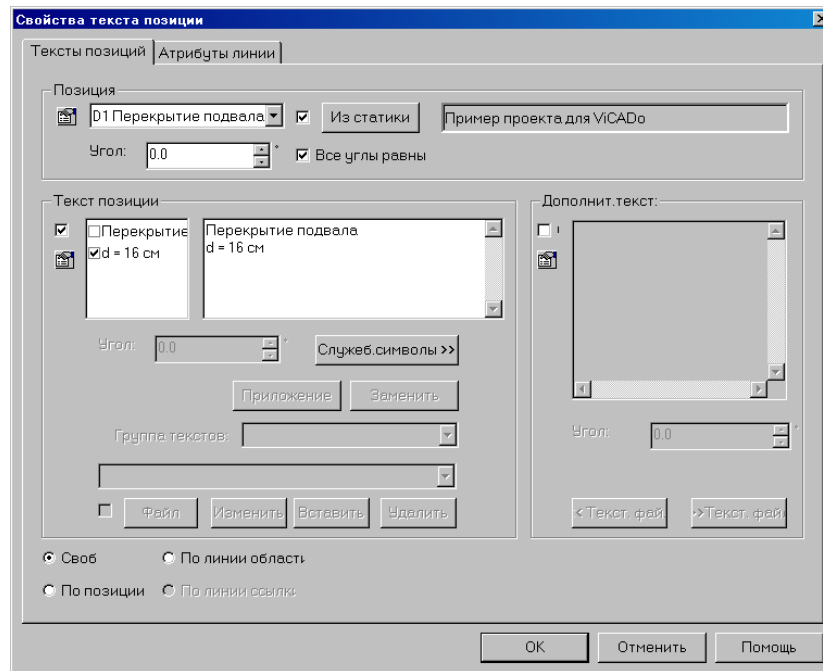 Свойства текста позиции
Тексты позиций Атрибуты линии
Позиция
D1 Перекрытие подвала Из статики Пример проекта для ViCADo
Угол: 0.0 ° Все углы равны
Текст позиции Дополнит.текст:
Перекрытие Перекрытие подвала
d = 16 см d = 16 см
Угол: 0.0 ° Служеб.символы >>
Приложение Заменить
Группа текстов: Угол: 0.0 °
Файл Изменить Вставить Удалить < Текст. фай ->Текст. фай
Своб По линии област
По позиции По линии ссылк
OK Отменить Помощь